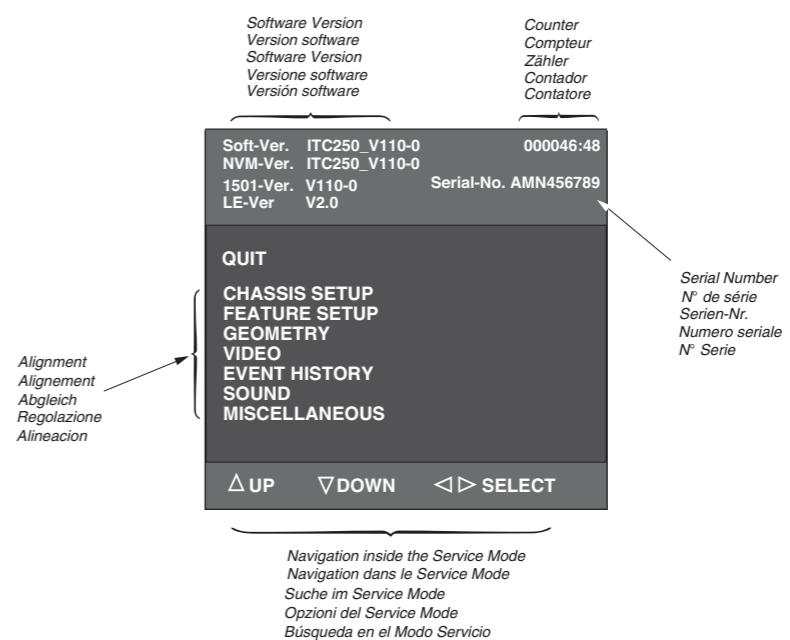 Software Version
Version software
Software Version
Versione software
Versión software
Counter
Compteur
Zähler
Contador
Contatore
Soft-Ver. ITC250_V110-0 000046:48
NVM-Ver. ITC250_V110-0
1501-Ver. V110-0 Serial-No. AMN456789
LE-Ver V2.0
QUIT
CHASSIS SETUP
FEATURE SETUP
GEOMETRY
VIDEO
EVENT HISTORY
SOUND
MISCELLANEOUS
Alignment
Alignement
Abgleich
Regolazione
Alineacion
Serial Number
N° de série
Serien-Nr.
Numero seriale
N° Serie
△ UP ▽ DOWN ◁ ▷ SELECT
Navigation inside the Service Mode
Navigation dans le Service Mode
Suche im Service Mode
Opzioni del Service Mode
Búsqueda en el Modo Servicio